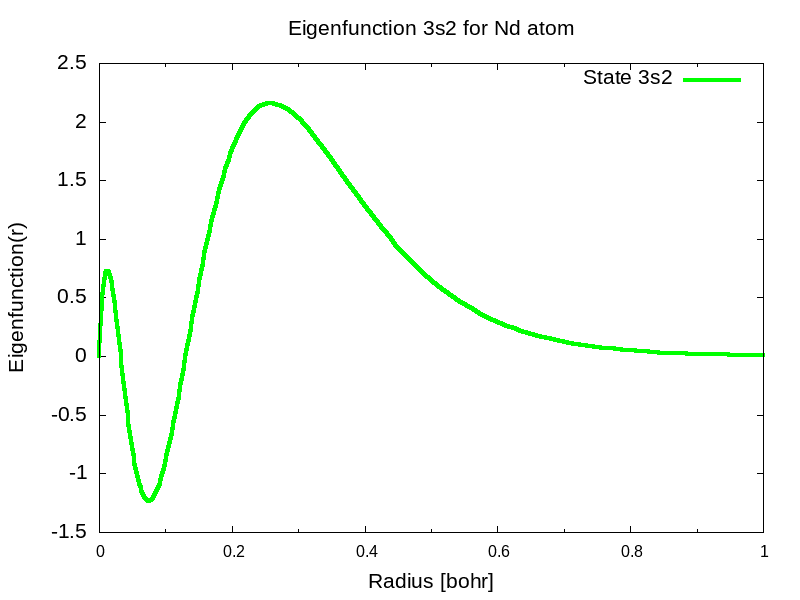 Eigenfunction 3s2 for Nd atom
State 3s2
2.5
2
1.5
1
0.5
0
-0.5
-1
-1.5
Eigenfunction(r)
0 0.2 0.4 0.6 0.8 1
Radius [bohr]